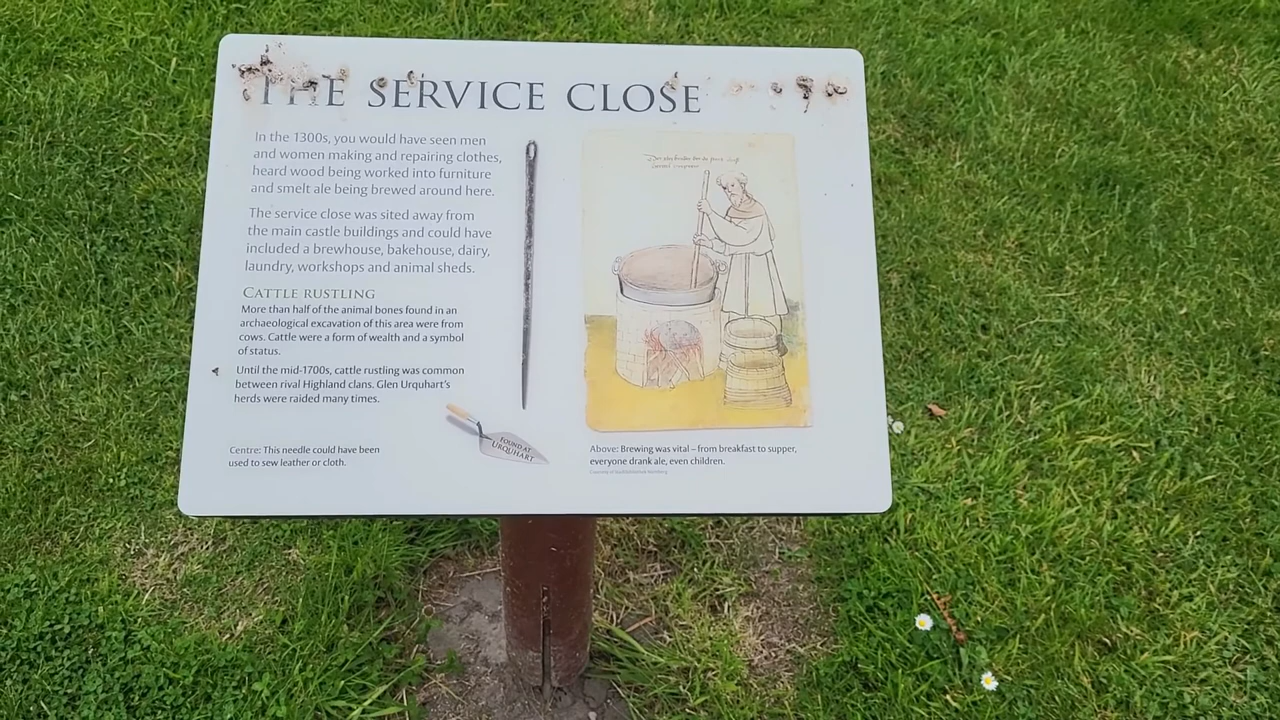 THE SERVICE CLOSE
In the 1300s, you would have seen men
and women making and repairing clothes,
heard wood being worked into furniture
and smelt ale being brewed around here.
The service close was sited away from
the main castle buildings and could have
included a brewhouse, bakehouse, dairy,
laundry, workshops and animal sheds.
CATTLE RUSTLING
More than half of the animal bones found in an
archaeological excavation of this area were from
cows. Cattle were a form of wealth and a symbol
of status.
Until the mid-1700s, cattle rustling was common
between rival Highland clans. Glen Urquhart's
herds were raided many times.
Centre: This needle could have been
used to sew leather or cloth.
FOUND AT
URQUHART
Above: Brewing was vital – from breakfast to supper,
everyone drank ale, even children.